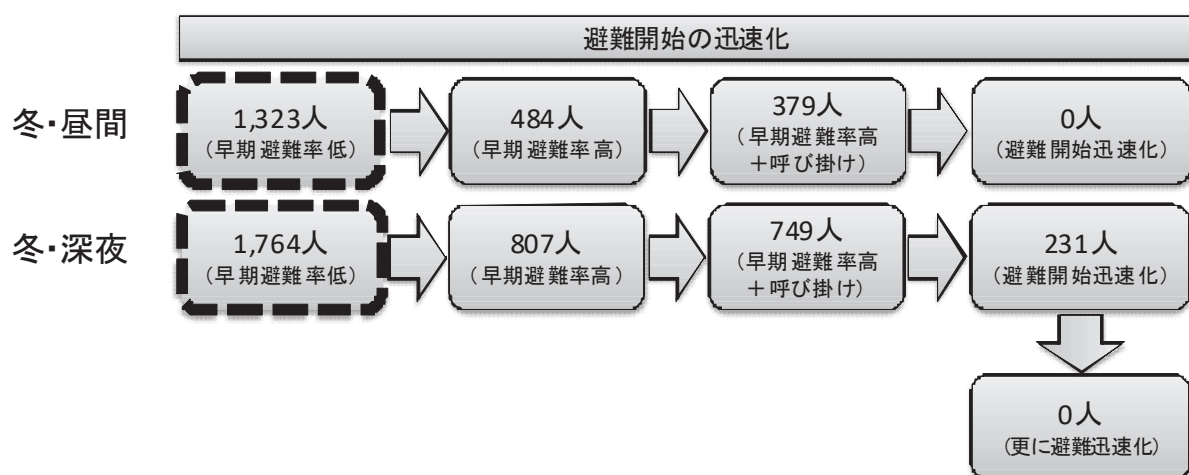 避難開始の迅速化
冬・昼間
1,323人
（早期避難率低）
484人
（早期避難率高）
379人
（早期避難率高
＋呼び掛け）
0人
（避難開始迅速化）
冬・深夜
1,764人
（早期避難率低）
807人
（早期避難率高）
749人
（早期避難率高
＋呼び掛け）
231人
（避難開始迅速化）
0人
（更に避難迅速化）